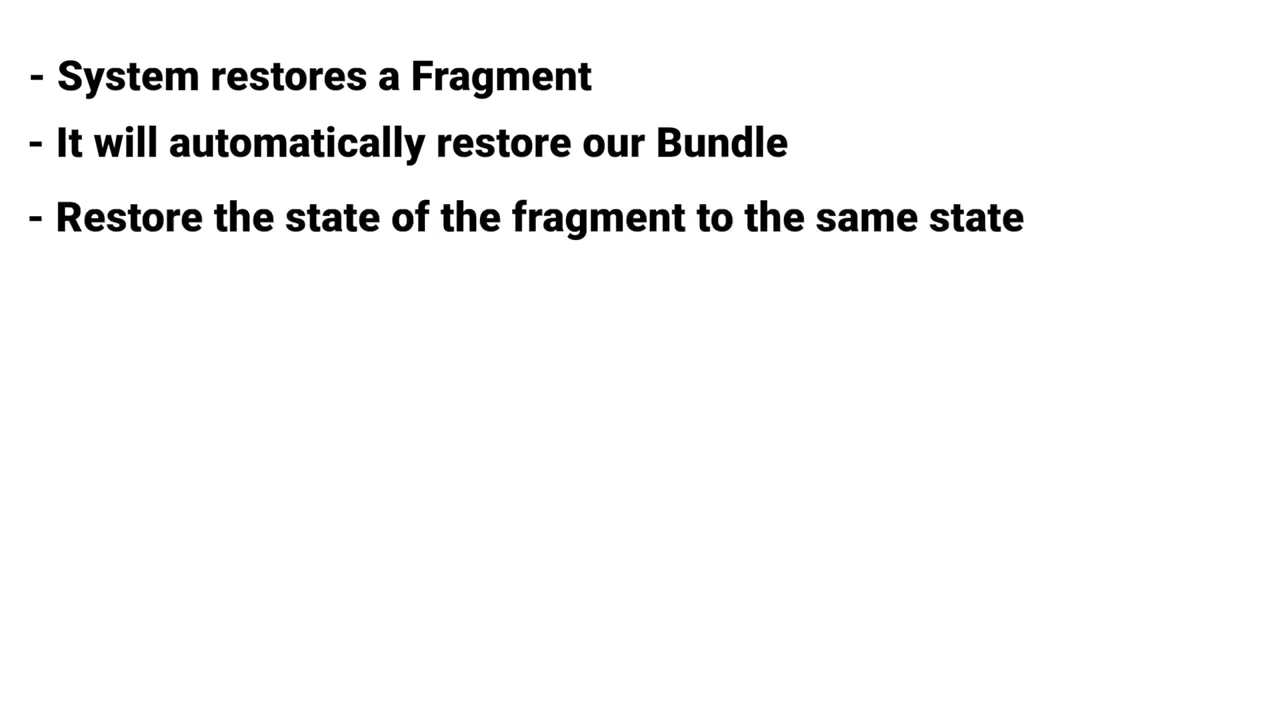 - System restores a Fragment
- It will automatically restore our Bundle
- Restore the state of the fragment to the same state